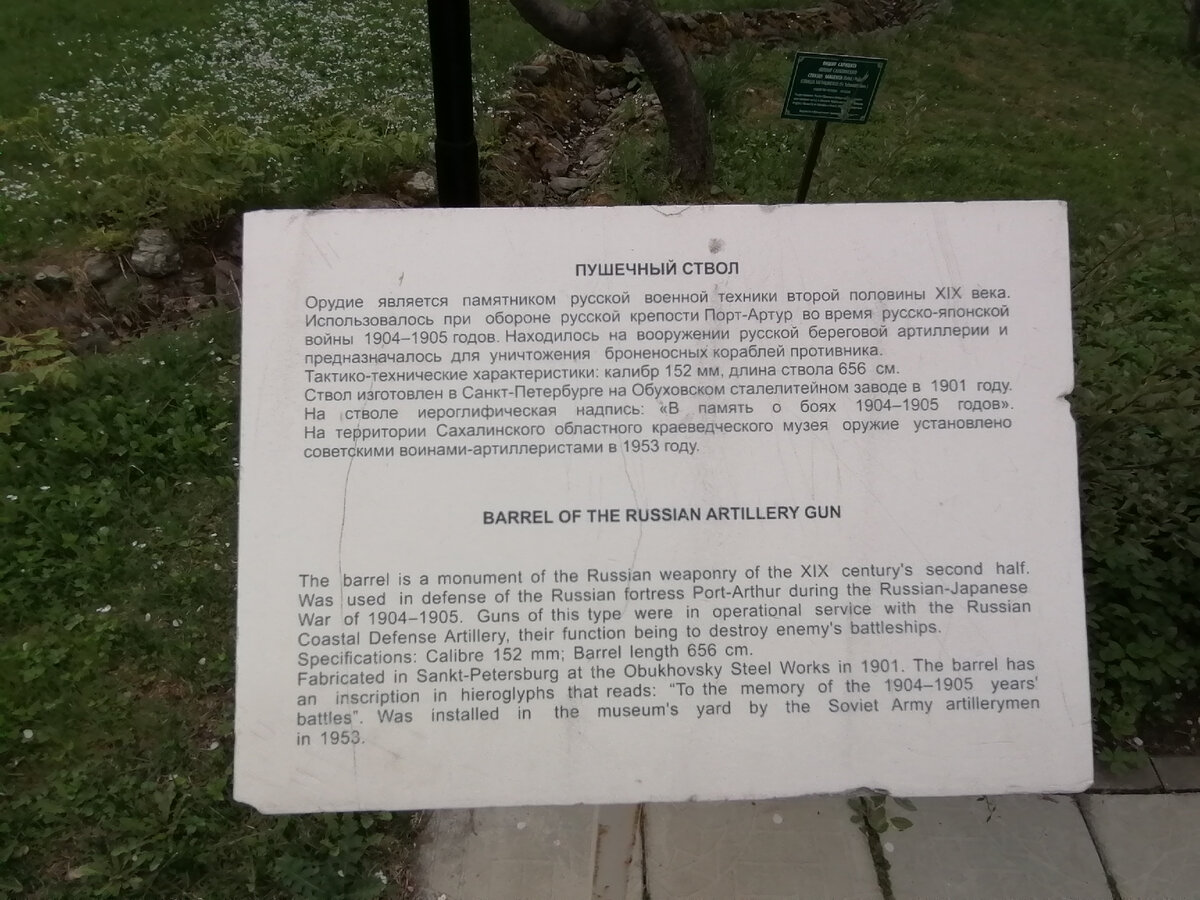 ПУШЕЧНЫЙ СТВОЛ
Орудие является памятником русской военной техники второй половины XIX века.
Использовалось при обороне русской крепости Порт-Артур во время русско-японской
войны 1904–1905 годов. Находилось на вооружении русской береговой артиллерии и
предназначалось для уничтожения броненосных кораблей противника.
Тактико-технические характеристики: калибр 152 мм, длина ствола 656 см.
Ствол изготовлен в Санкт-Петербурге на Обуховском сталелитейном заводе в 1901 году.
На стволе иероглифическая надпись: «В память о боях 1904–1905 годов».
На территории Сахалинского областного краеведческого музея оружие установлено
советскими воинами-артиллеристами в 1953 году.
BARREL OF THE RUSSIAN ARTILLERY GUN
The barrel is a monument of the Russian weaponry of the XIX century's second half.
Was used in defense of the Russian fortress Port-Arthur during the Russian-Japanese
War of 1904–1905. Guns of this type were in operational service with the Russian
Coastal Defense Artillery, their function being to destroy enemy's battleships.
Specifications: Calibre 152 mm; Barrel length 656 cm.
Fabricated in Sankt-Petersburg at the Obukhovsky Steel Works in 1901. The barrel has
an inscription in hieroglyphs that reads: “To the memory of the 1904–1905 years'
battles”. Was installed in the museum's yard by the Soviet Army artillerymen
in 1953.